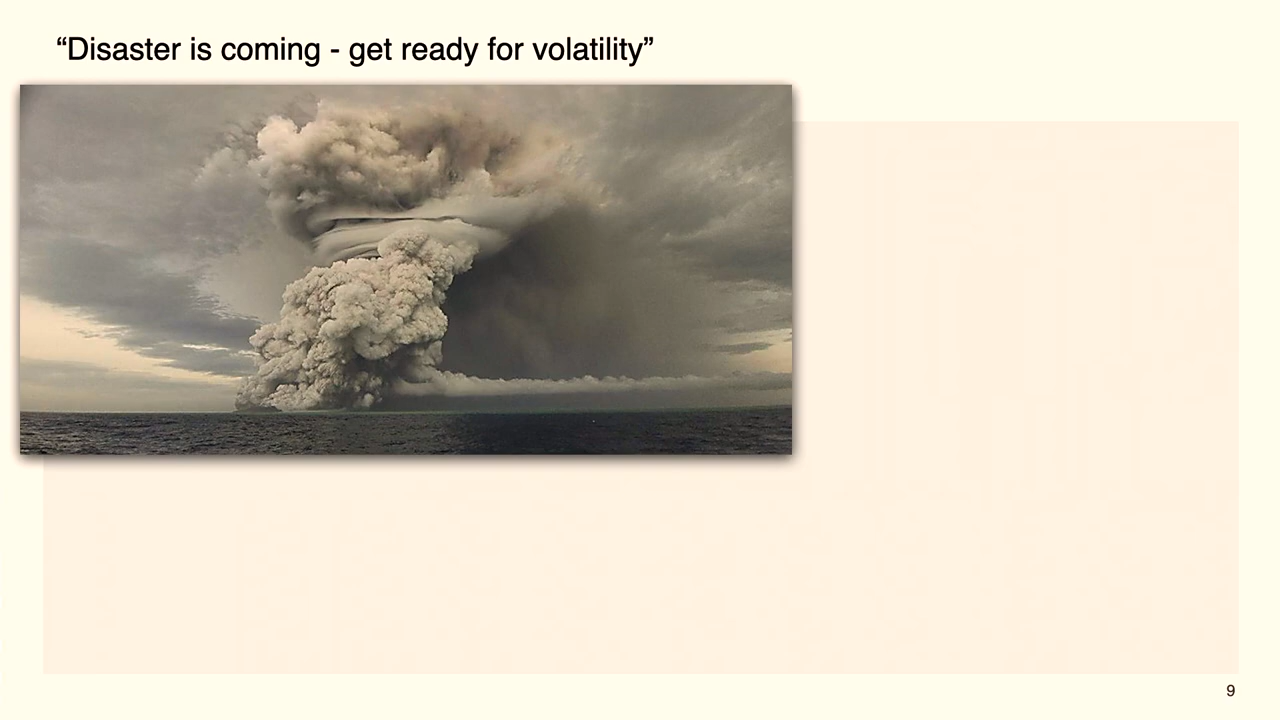 “Disaster is coming - get ready for volatility”
9